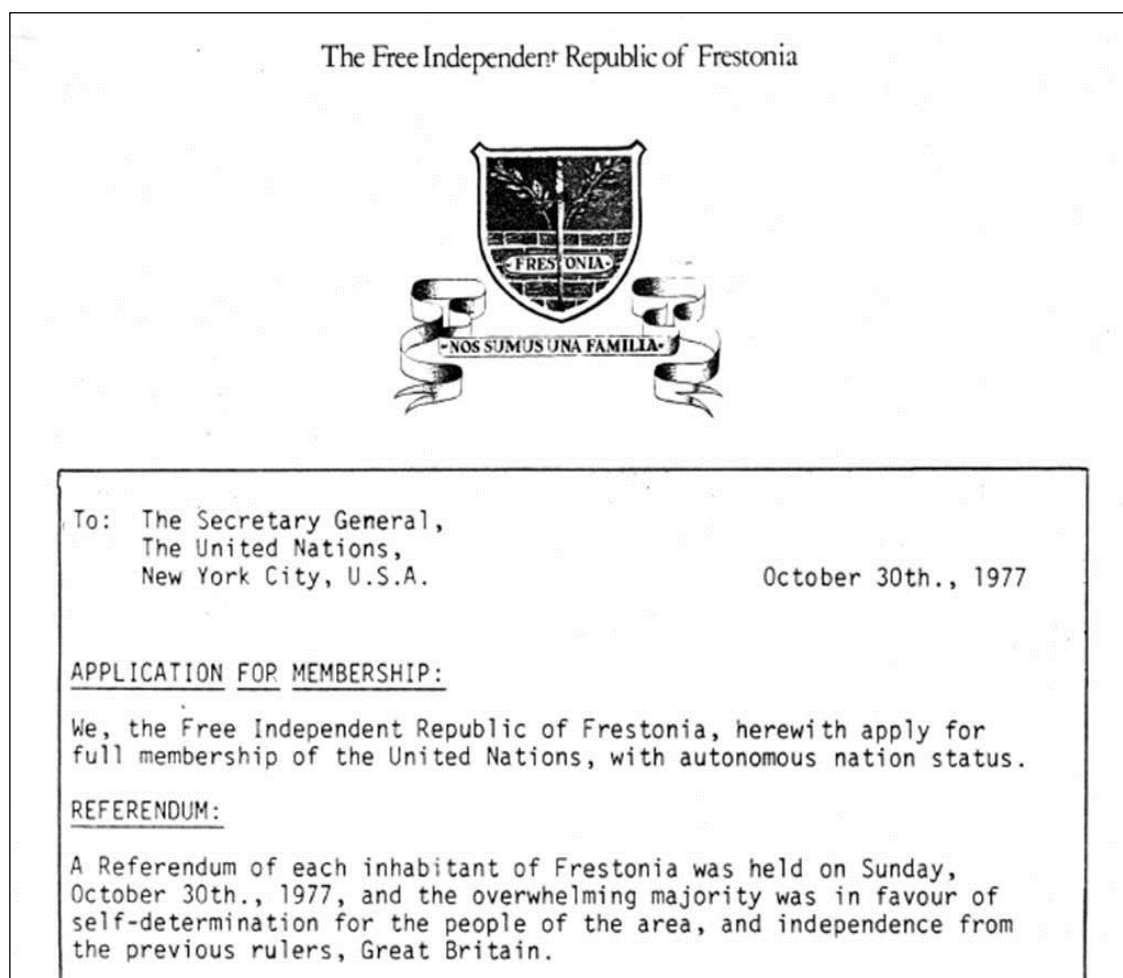 The Free Independent Republic of Frestonia
FRESTONIA
NOS SUMUS UNA FAMILIA
To: The Secretary General,
The United Nations,
New York City, U.S.A. October 30th., 1977
APPLICATION FOR MEMBERSHIP:
We, the Free Independent Republic of Frestonia, herewith apply for
full membership of the United Nations, with autonomous nation status.
REFERENDUM:
A Referendum of each inhabitant of Frestonia was held on Sunday,
October 30th., 1977, and the overwhelming majority was in favour of
self-determination for the people of the area, and independence from
the previous rulers, Great Britain.